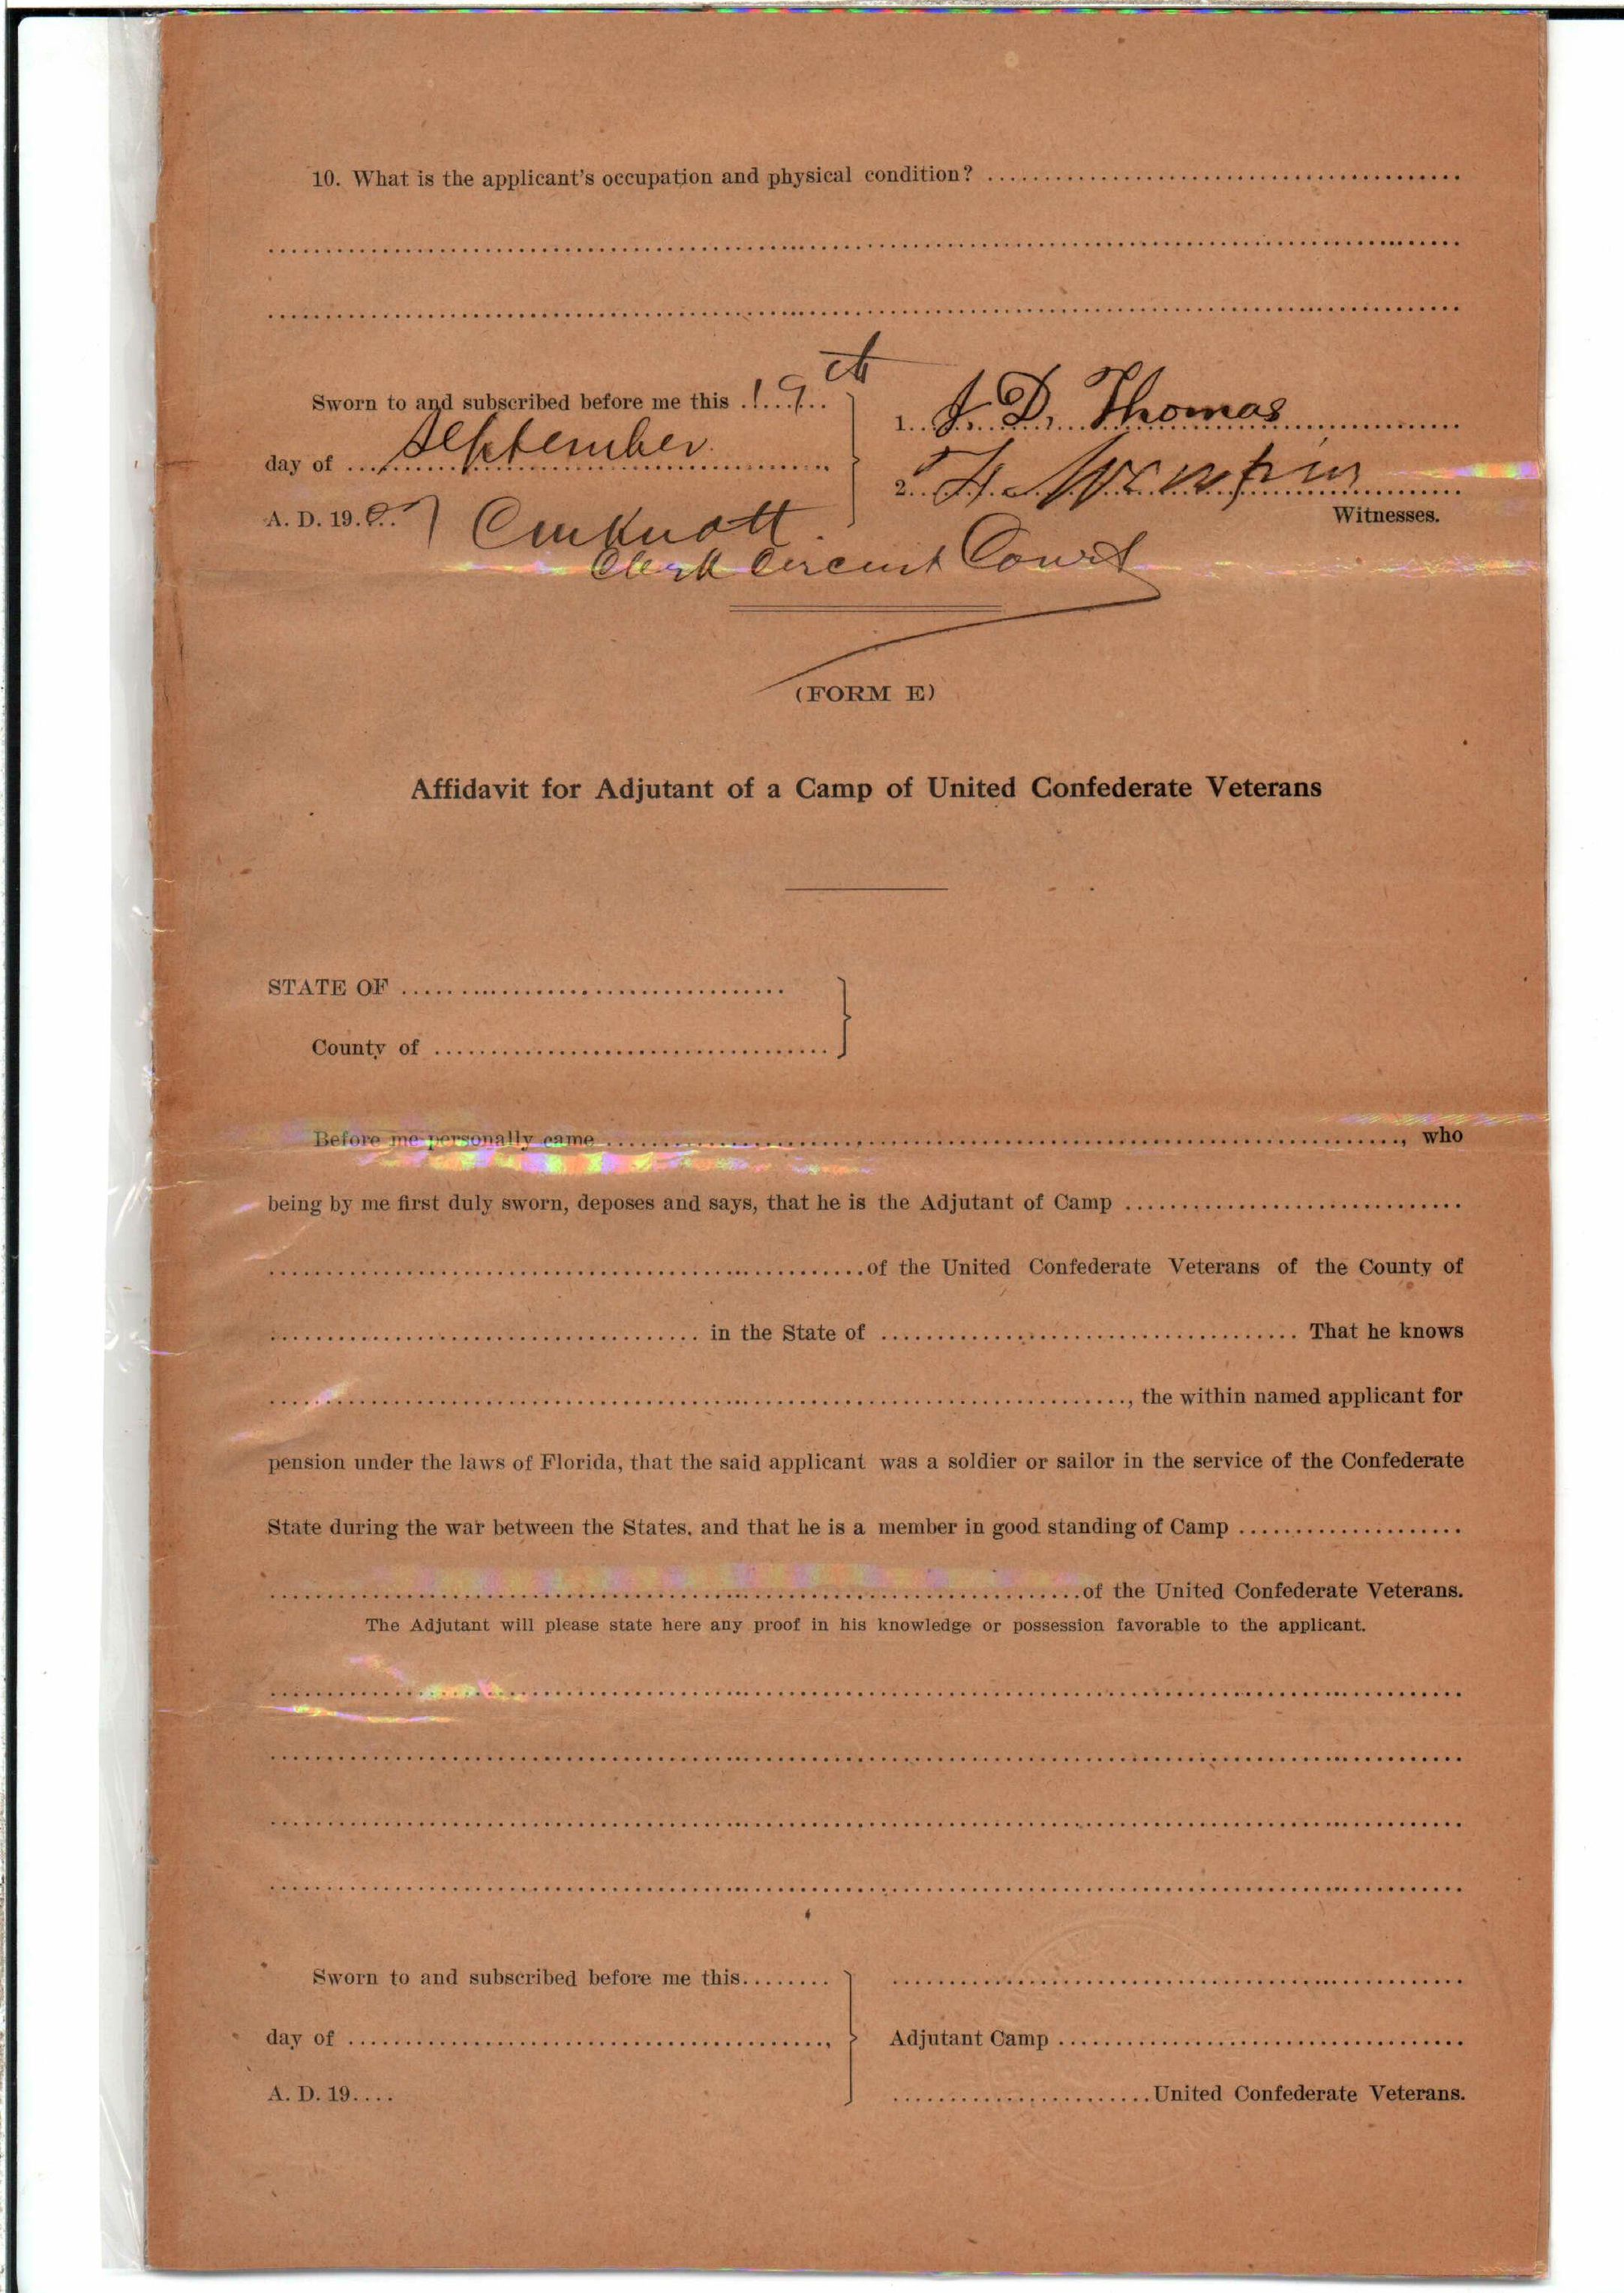 10. What is the applicant's occupation and physical condition?
Sworn to and subscribed before me this 19th
day of September
A. D. 1907
1. D. Thomas
2. H.
Witnesses.
Clerk Circuit Court
(FORM E)
Affidavit for Adjutant of a Camp of United Confederate Veterans
STATE OF
County of
Before me personally came , who
being by me first duly sworn, deposes and says, that he is the Adjutant of Camp
of the United Confederate Veterans of the County of
in the State of That he knows
, the within named applicant for
pension under the laws of Florida, that the said applicant was a soldier or sailor in the service of the Confederate
State during the war between the States. and that he is a member in good standing of Camp
of the United Confederate Veterans.
The Adjutant will please state here any proof in his knowledge or possession favorable to the applicant.
Sworn to and subscribed before me this
day of ,
Adjutant Camp
A. D. 19
United Confederate Veterans.